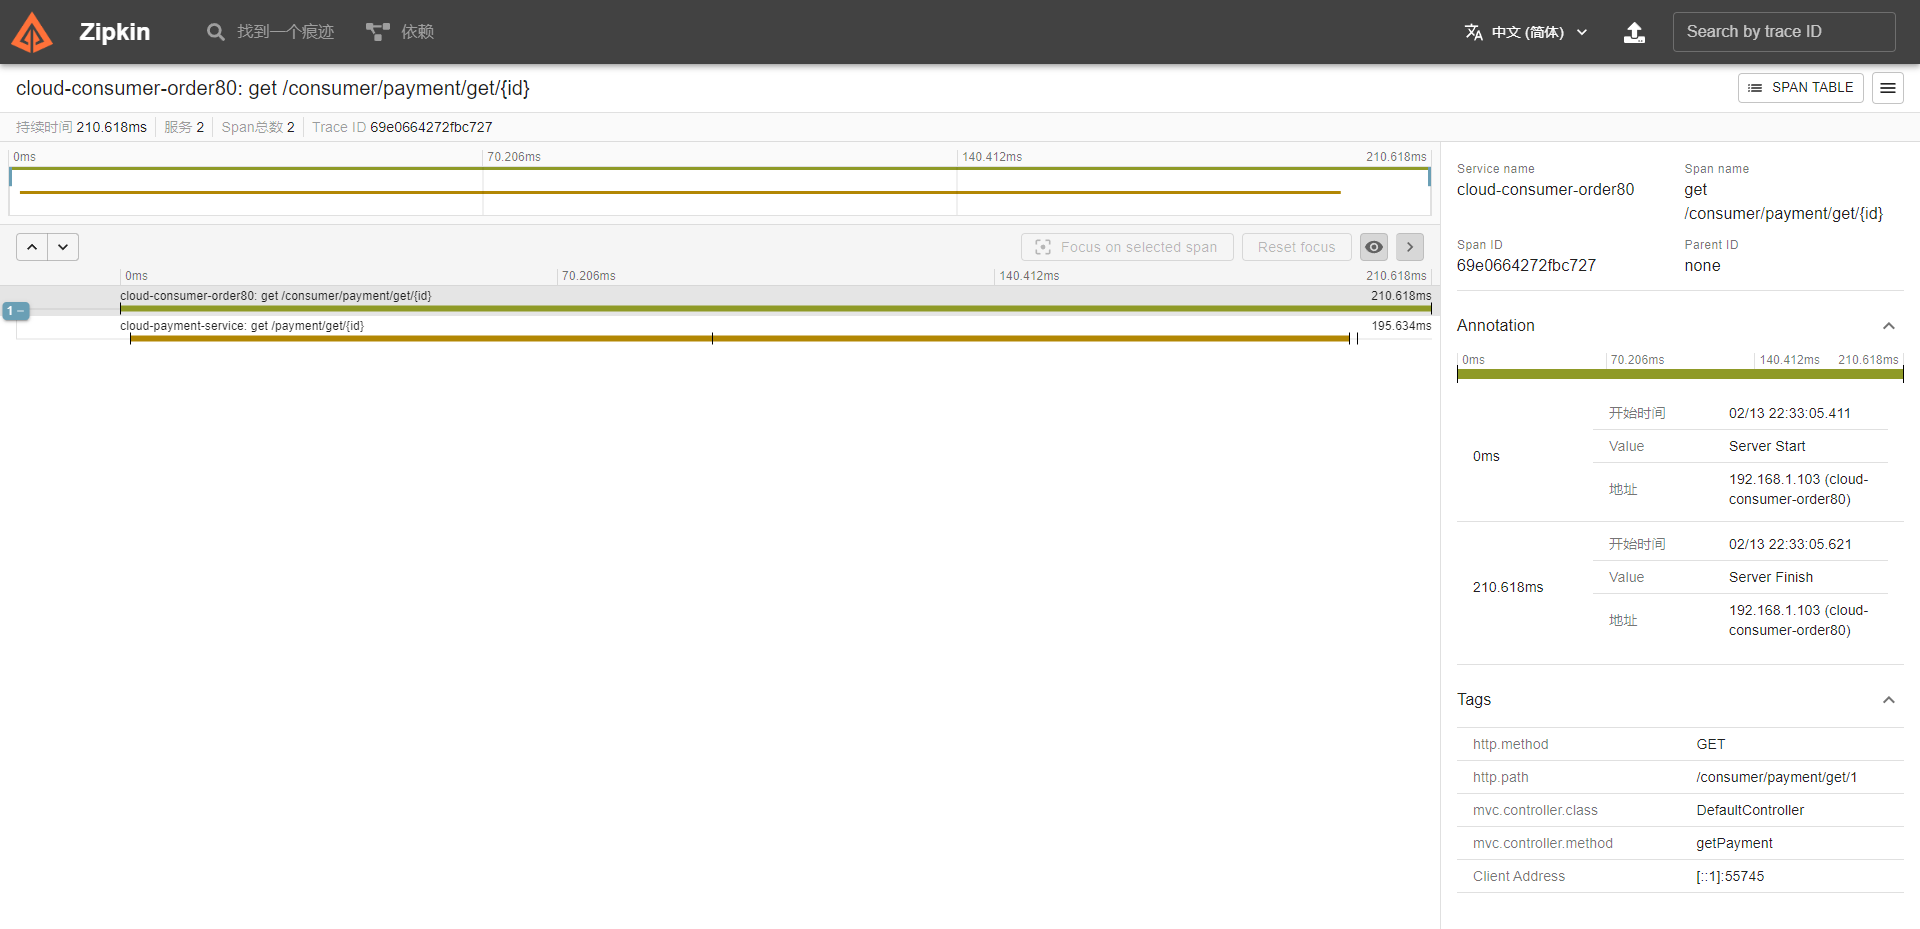 Zipkin 找到一个痕迹 依赖 中文 (简体) Search by trace ID
cloud-consumer-order80: get /consumer/payment/get/{id} SPAN TABLE
持续时间 210.618ms 服务 2 Span总数 2 Trace ID 69e0664272fbc727
0ms 70.206ms 140.412ms 210.618ms
Focus on selected span Reset focus
0ms 70.206ms 140.412ms 210.618ms
cloud-consumer-order80: get /consumer/payment/get/{id} 210.618ms
1 −
cloud-payment-service: get /payment/get/{id} 195.634ms
Service name Span name
cloud-consumer-order80 get
/consumer/payment/get/{id}
Span ID Parent ID
69e0664272fbc727 none
Annotation
0ms 70.206ms 140.412ms 210.618ms
开始时间 02/13 22:33:05.411
0ms Value Server Start
地址 192.168.1.103 (cloud-
consumer-order80)
开始时间 02/13 22:33:05.621
210.618ms Value Server Finish
地址 192.168.1.103 (cloud-
consumer-order80)
Tags
http.method GET
http.path /consumer/payment/get/1
mvc.controller.class DefaultController
mvc.controller.method getPayment
Client Address [::1]:55745